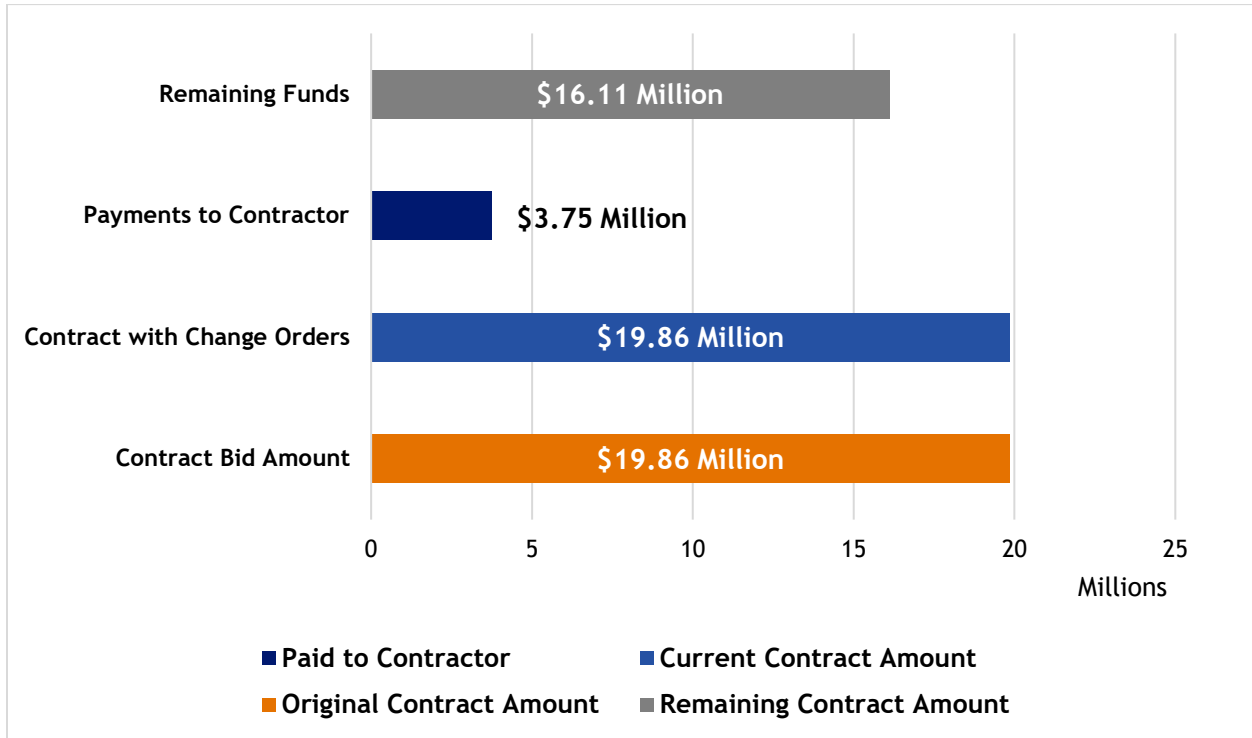 Remaining Funds
$16.11 Million
Payments to Contractor
$3.75 Million
Contract with Change Orders
$19.86 Million
Contract Bid Amount
$19.86 Million
0 5 10 15 20 25
Millions
Paid to Contractor
Current Contract Amount
Original Contract Amount
Remaining Contract Amount